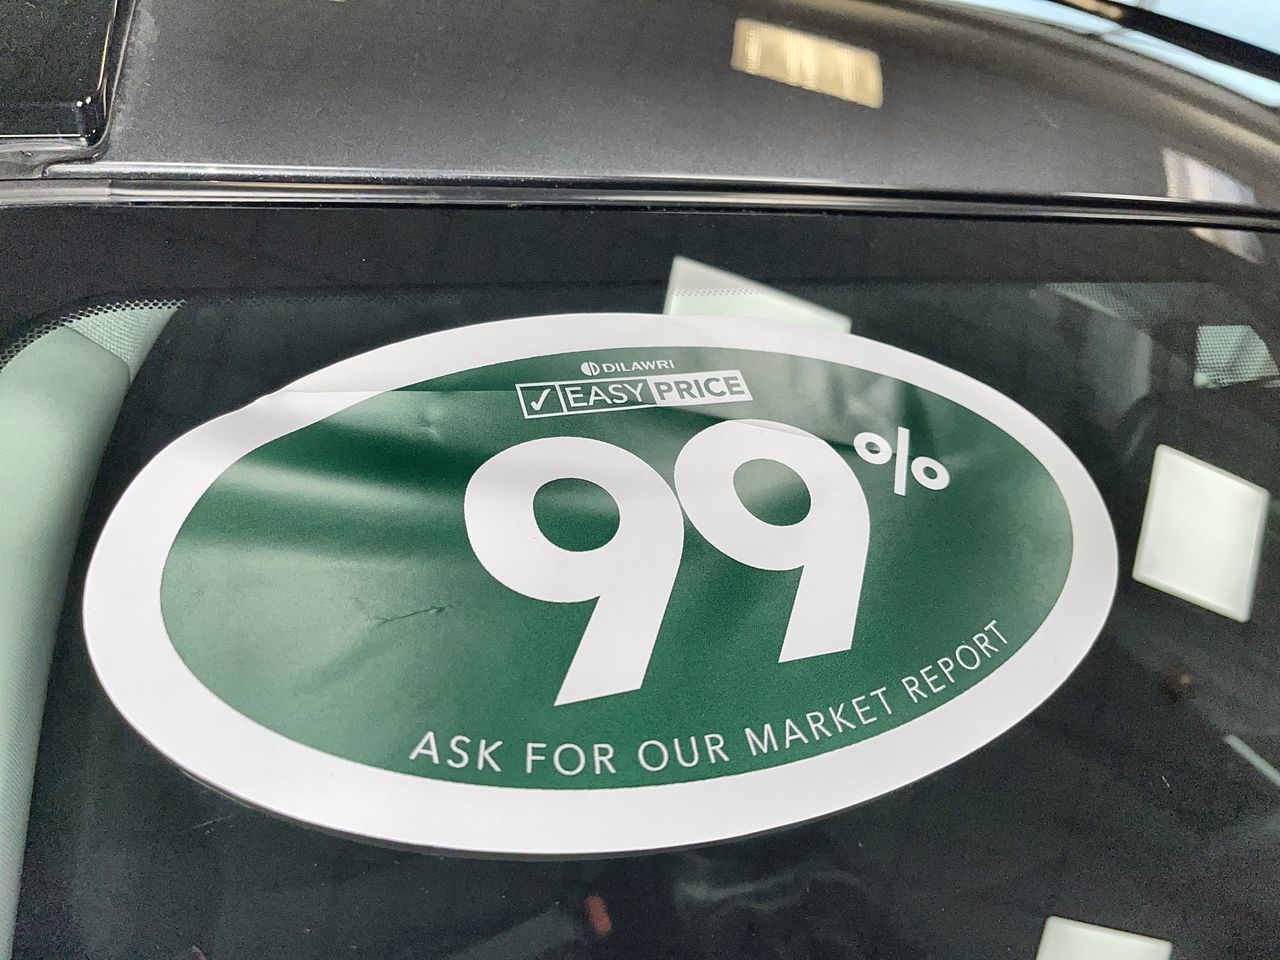 DILAWRI
✓ EASY PRICE
99%
ASK FOR OUR MARKET REPORT